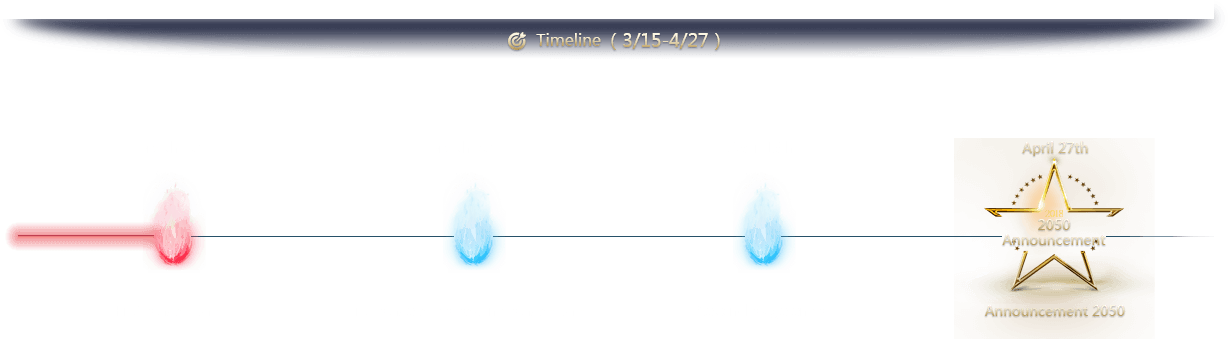 Timeline ( 3/15-4/27 )
April 27th
2050
Announcement
Announcement 2050